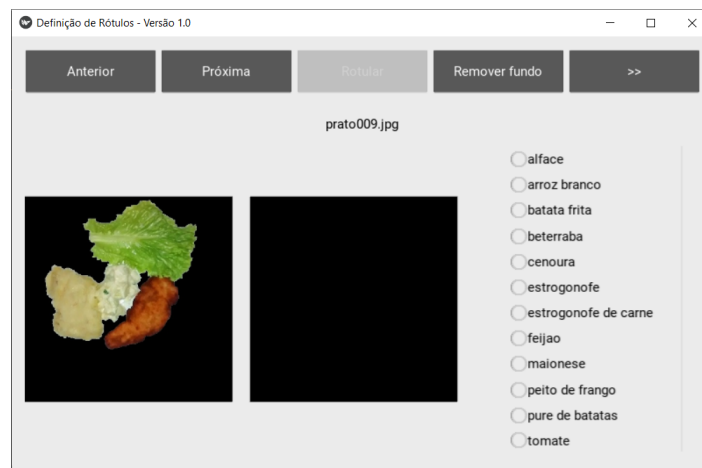 Definição de Rótulos - Versão 1.0
Anterior
Próxima
Rotular
Remover fundo
>>
prato009.jpg
alface
arroz branco
batata frita
beterraba
cenoura
estrogonofe
estrogonofe de carne
feijao
maionese
peito de frango
pure de batatas
tomate